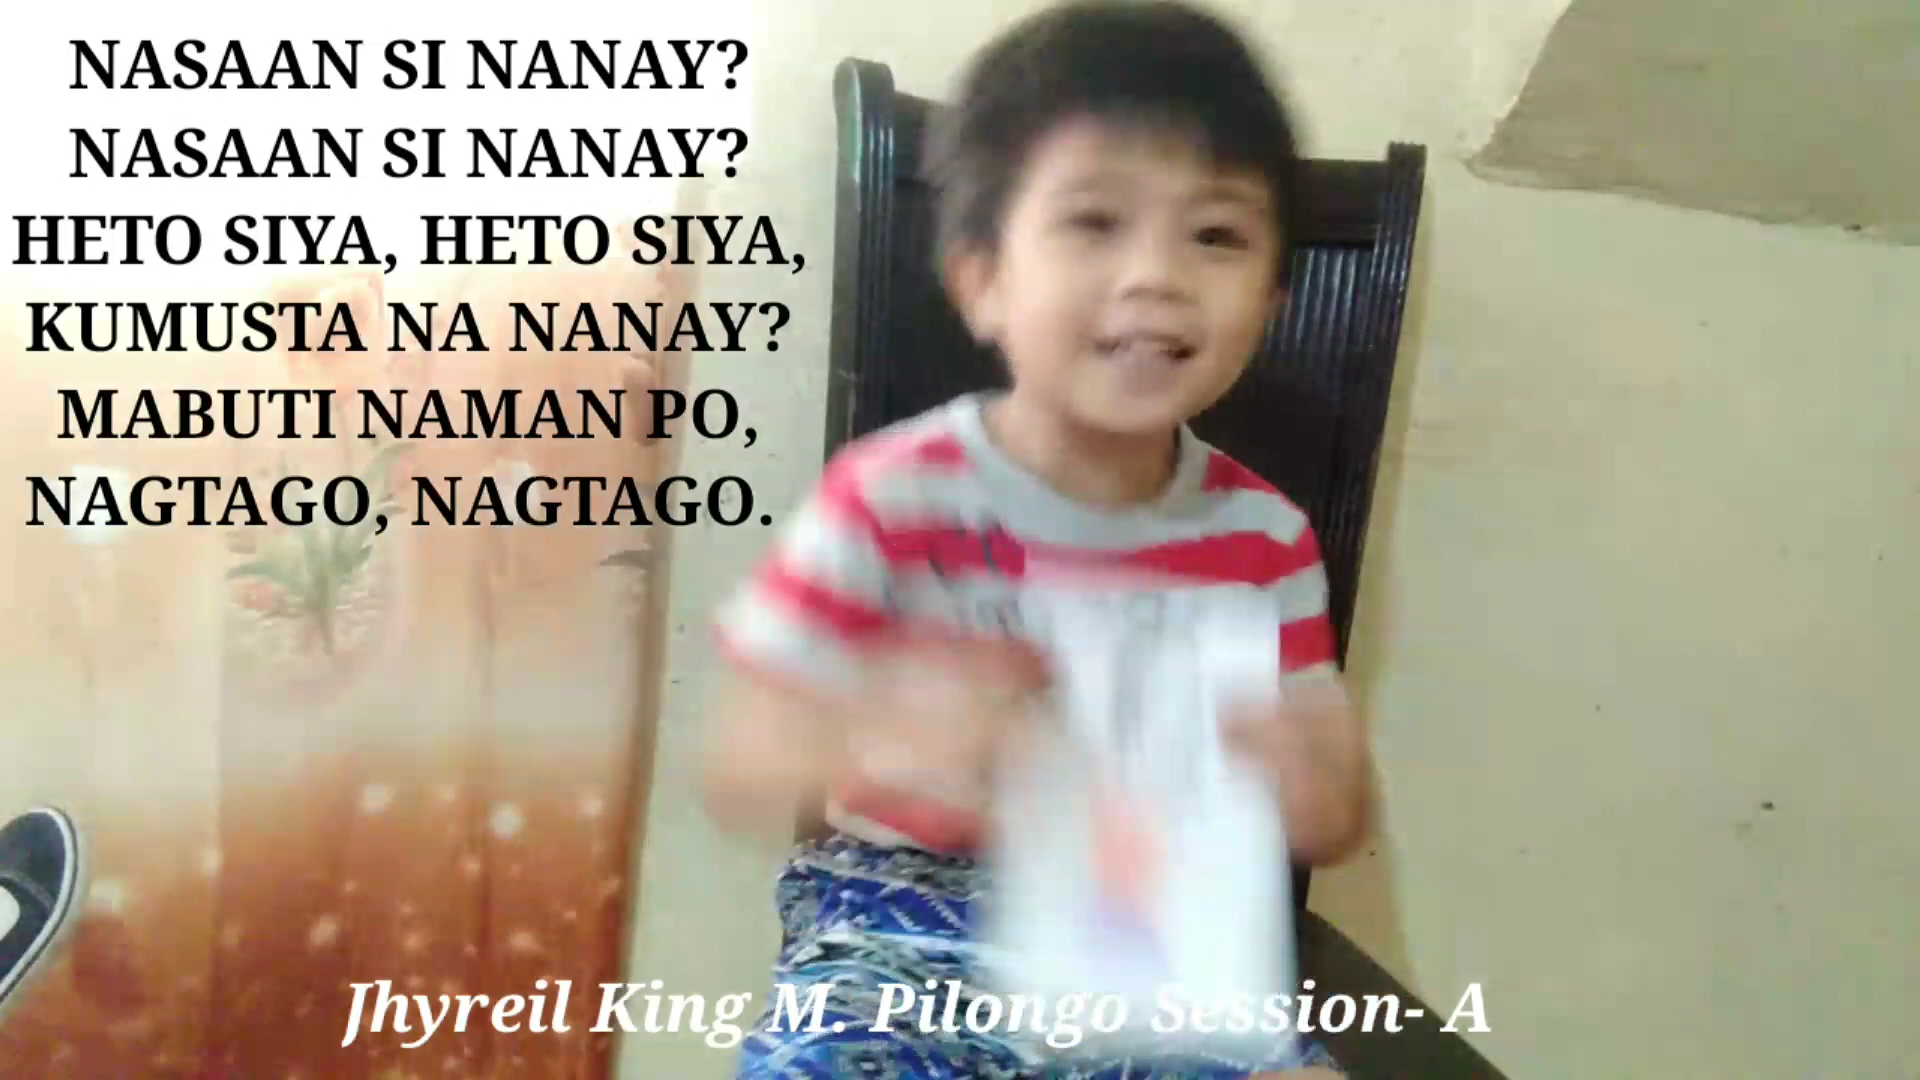 NASAAN SI NANAY?
NASAAN SI NANAY?
HETO SIYA, HETO SIYA,
KUMUSTA NA NANAY?
MABUTI NAMAN PO,
NAGTAGO, NAGTAGO.
Jhyreil King M. Pilongo Session- A